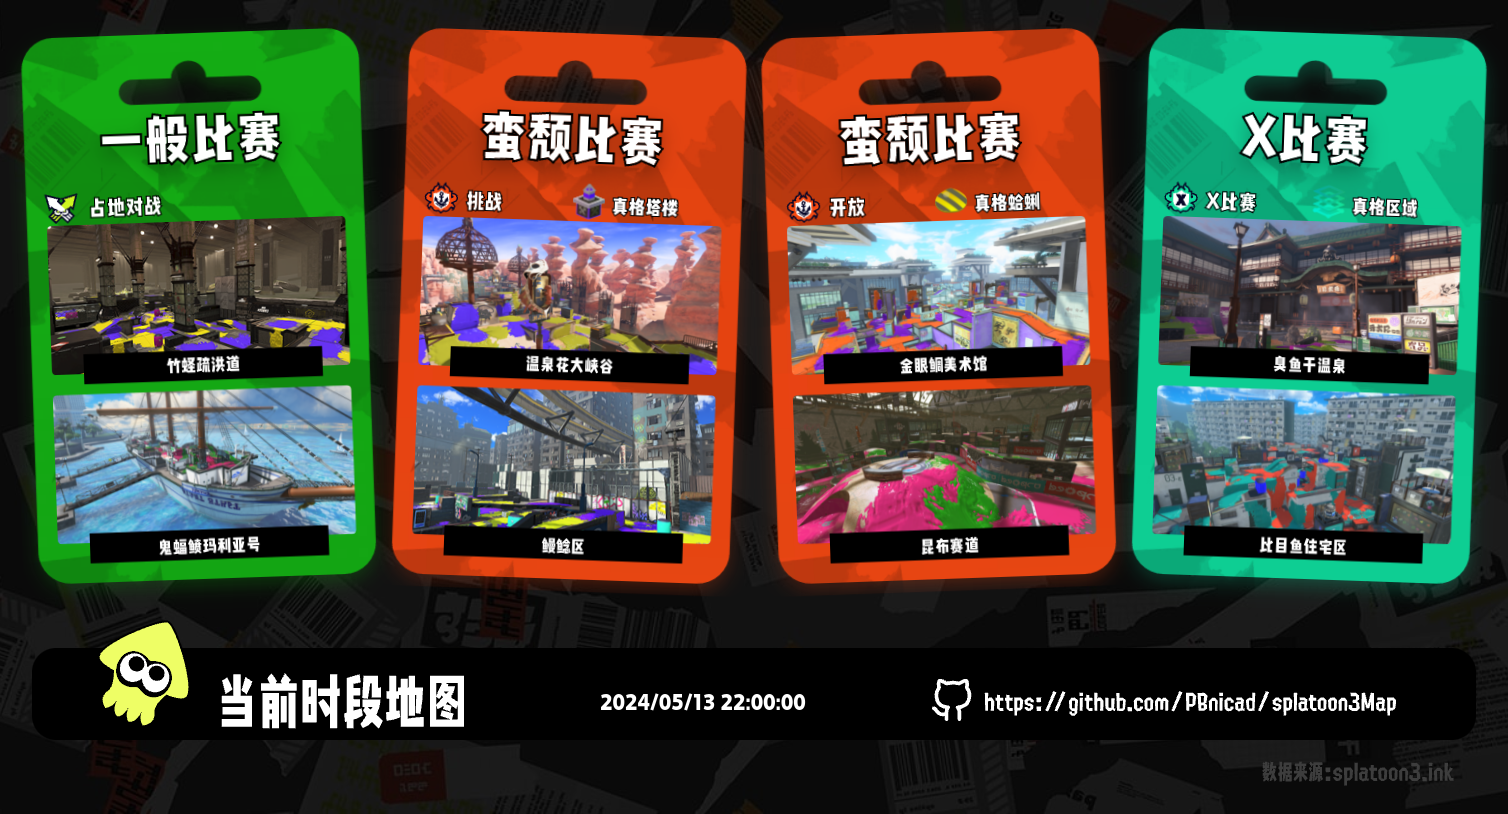 一般比赛
占地对战
竹蛏疏洪道
鬼蝠鲼玛利亚号
蛮颓比赛
挑战
真格塔楼
温泉花大峡谷
鳗鲶区
蛮颓比赛
开放
真格蛤蜊
金眼鲷美术馆
昆布赛道
X比赛
X比赛
真格区域
臭鱼干温泉
比目鱼住宅区
当前时段地图
2024/05/13 22:00:00
https://github.com/PBnicad/splatoon3Map
数据来源:splatoon3.ink